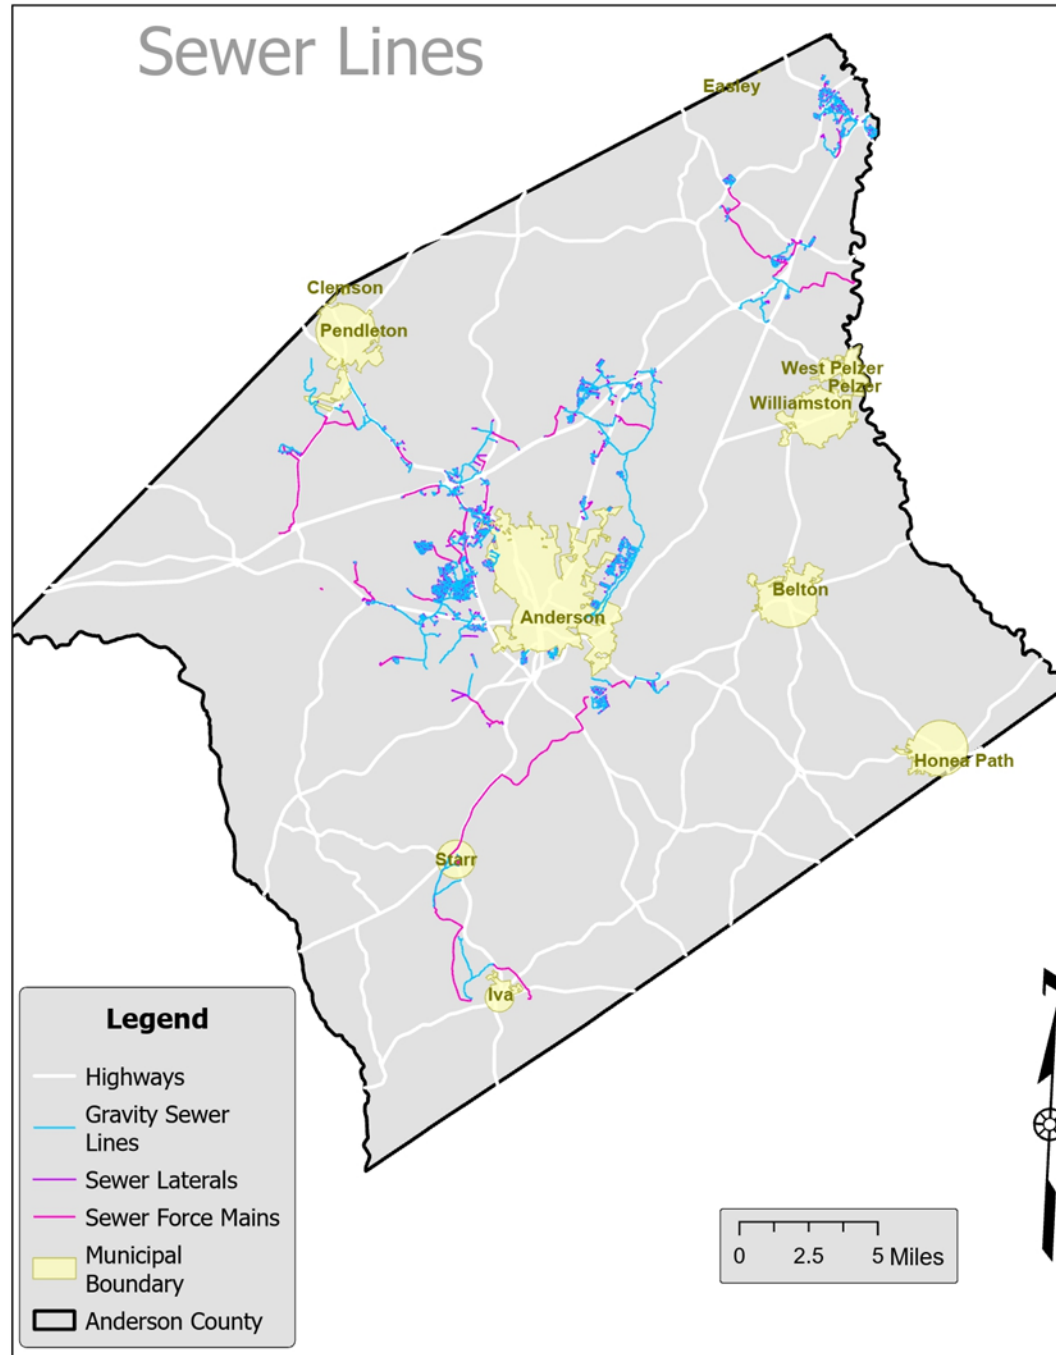 Sewer Lines
Easley
Clemson
Pendleton
West Pelzer
Pelzer
Williamston
Belton
Anderson
Honea Path
Starr
Iva
Legend
Highways
Gravity Sewer
Lines
Sewer Laterals
Sewer Force Mains
Municipal
Boundary
Anderson County
0 2.5 5 Miles